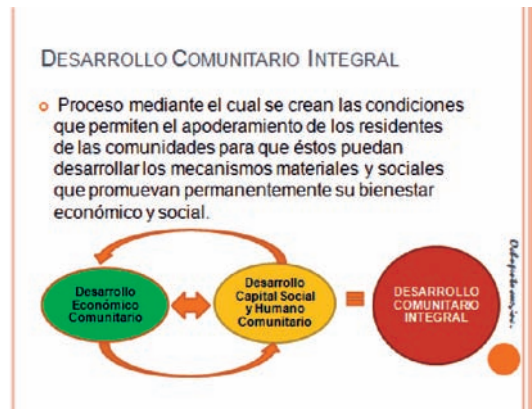 DESARROLLO COMUNITARIO INTEGRAL
Proceso mediante el cual se crean las condiciones
que permiten el apoderamiento de los residentes
de las comunidades para que éstos puedan
desarrollar los mecanismos materiales y sociales
que promuevan permanentemente su bienestar
económico y social.
Desarrollo
Económico
Comunitario
Desarrollo
Capital Social
y Humano
Comunitario
DESARROLLO
COMUNITARIO
INTEGRAL